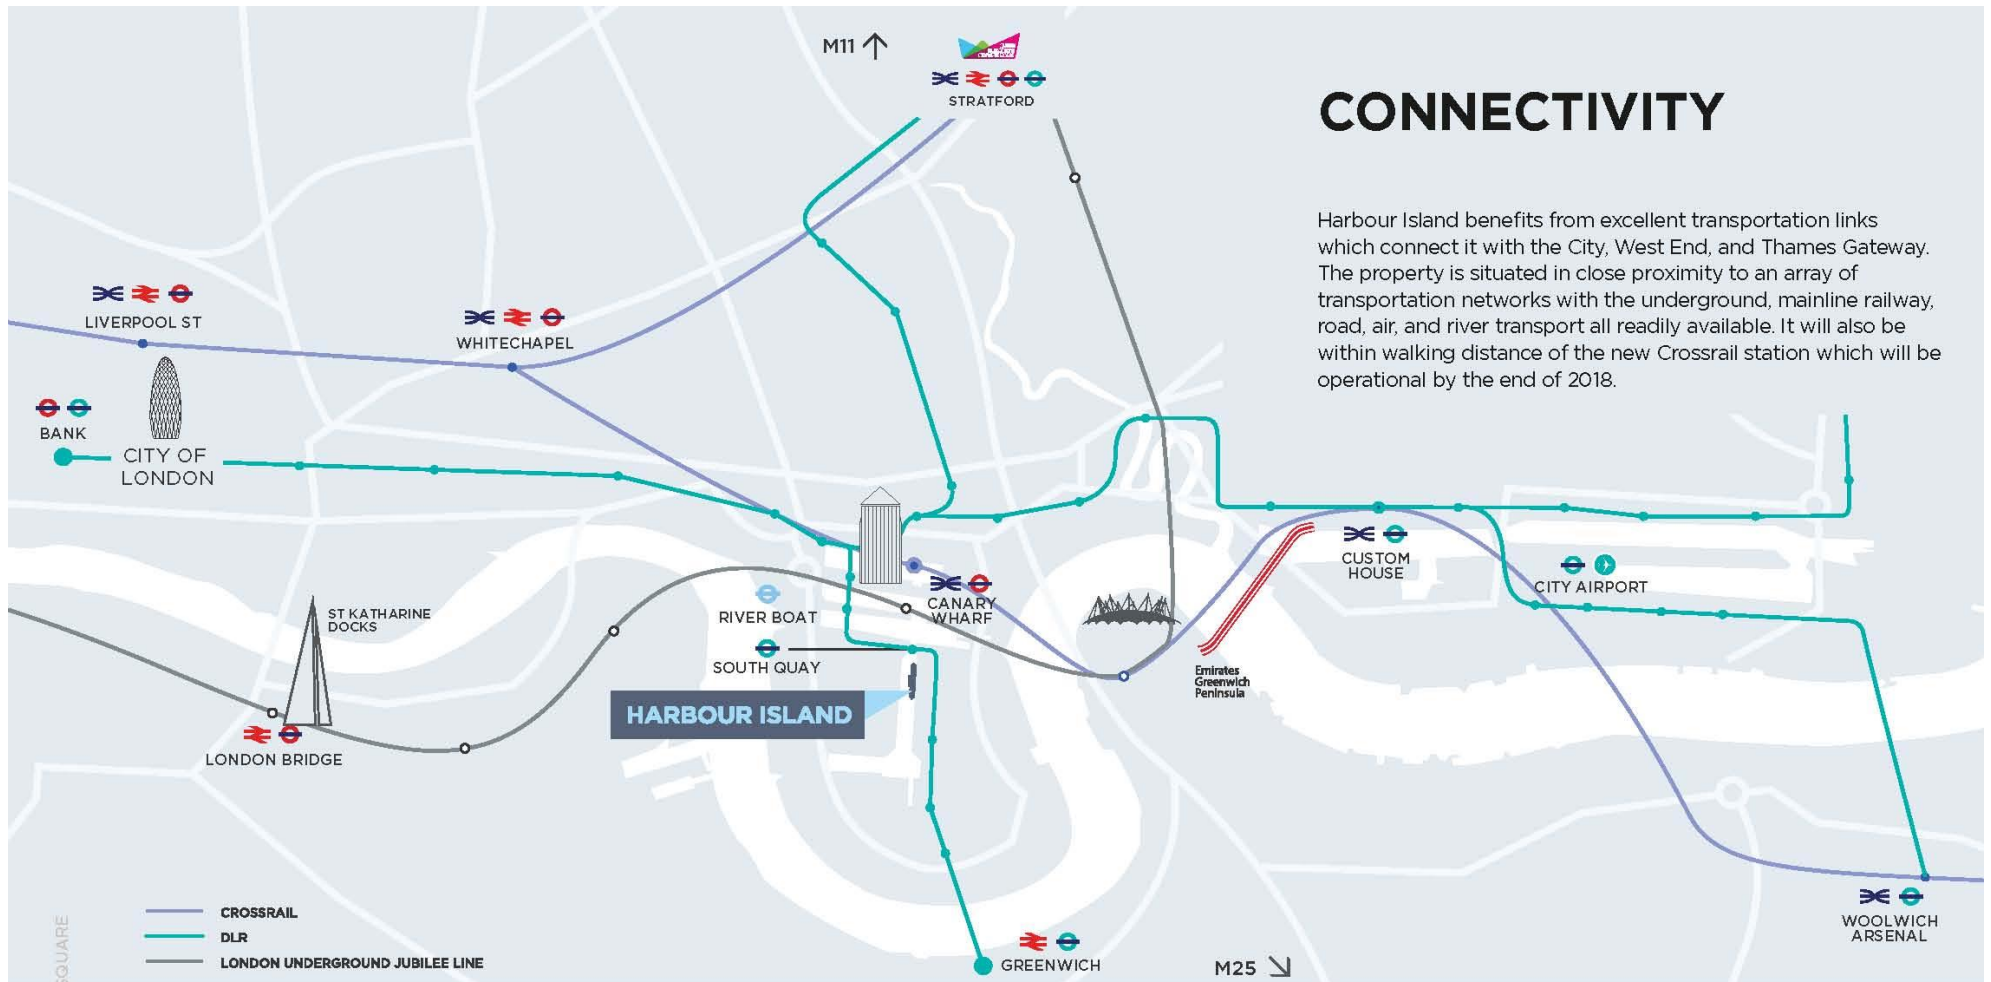 M11
STRATFORD
CONNECTIVITY
Harbour Island benefits from excellent transportation links
which connect it with the City, West End, and Thames Gateway.
The property is situated in close proximity to an array of
transportation networks with the underground, mainline railway,
road, air, and river transport all readily available. It will also be
within walking distance of the new Crossrail station which will be
operational by the end of 2018.
LIVERPOOL ST
WHITECHAPEL
BANK
CITY OF
LONDON
CUSTOM
HOUSE
CITY AIRPORT
CANARY
WHARF
RIVER BOAT
SOUTH QUAY
ST KATHARINE
DOCKS
Emirates
Greenwich
Peninsula
HARBOUR ISLAND
LONDON BRIDGE
WOOLWICH
ARSENAL
GREENWICH
M25
CROSSRAIL
DLR
LONDON UNDERGROUND JUBILEE LINE
SQUARE